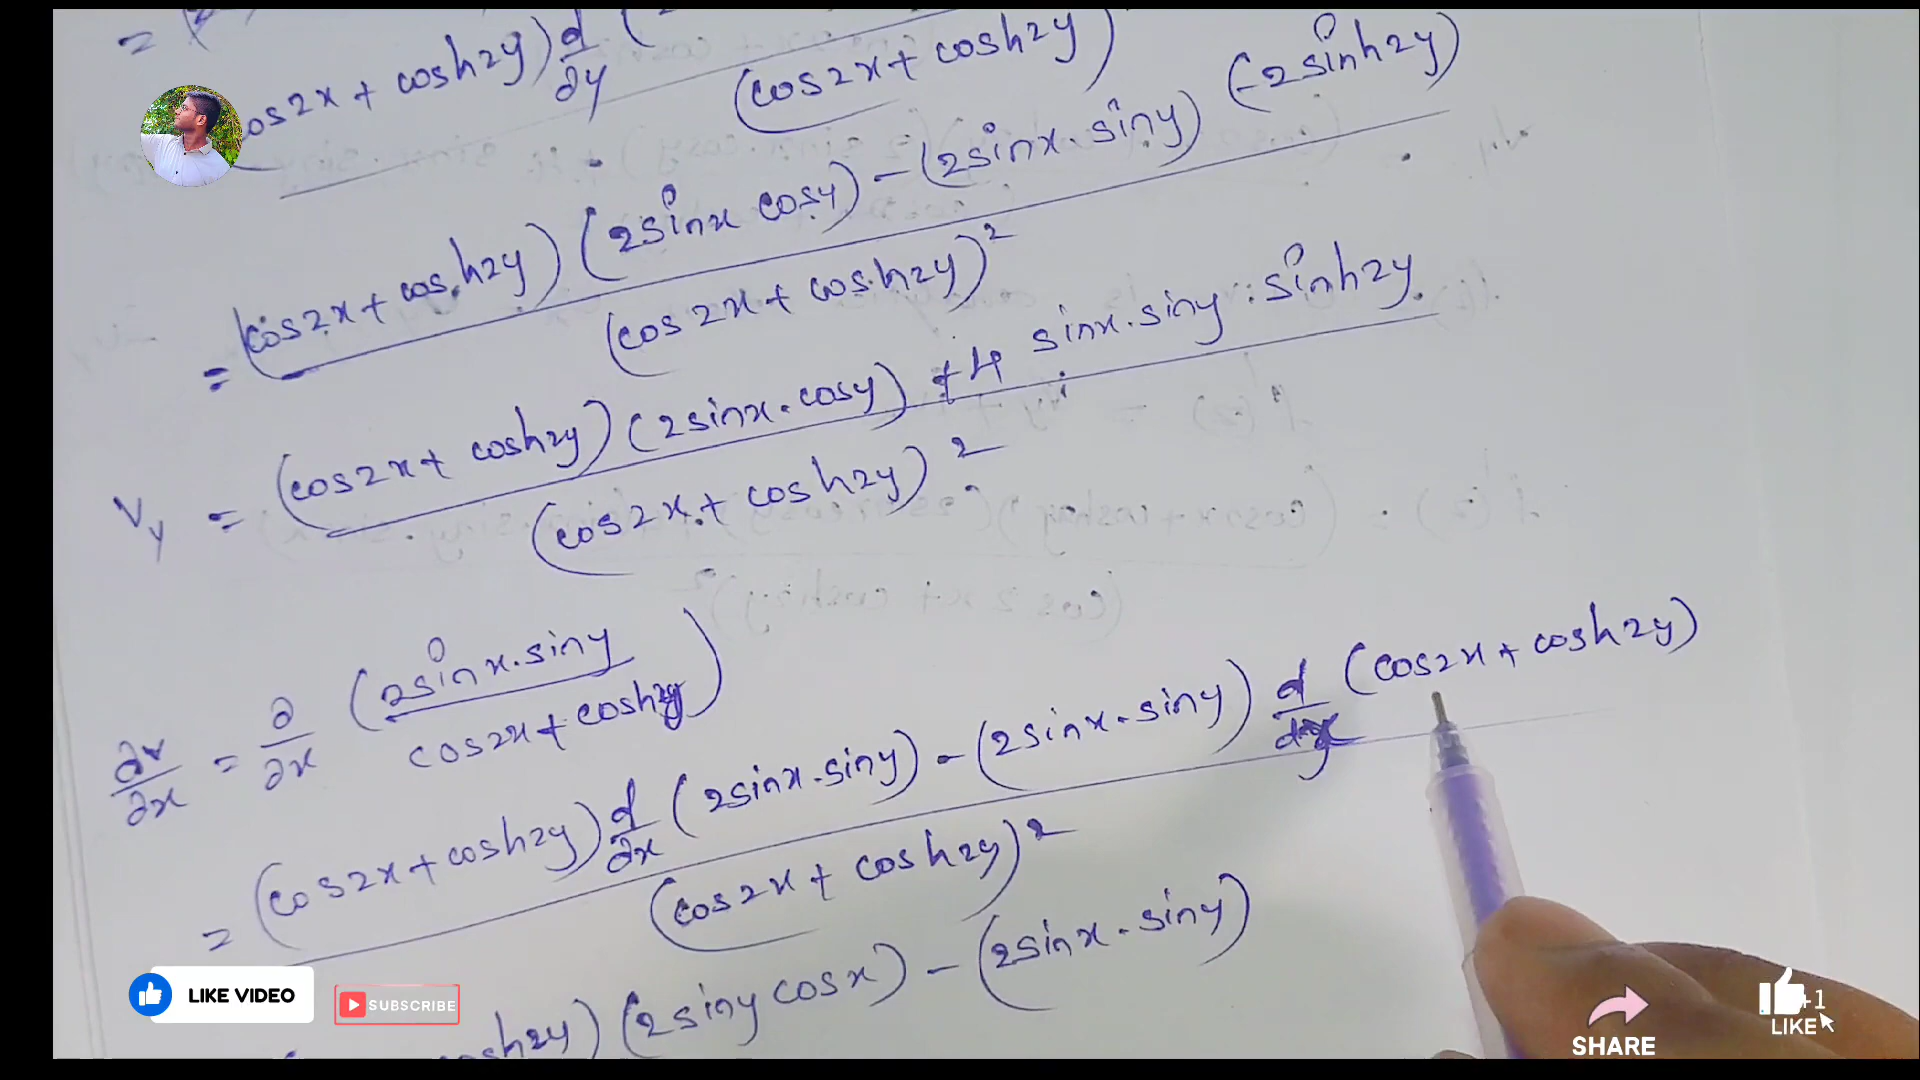 = (
cos2x + cosh2y) d/∂y (
(cos2x + cosh2y)
= (cos2x + cosh2y) (2sinx cosy) - (2sinx.siny) (-2sinh2y)
(cos2x + cosh2y)²
Vy = (cos2x + cosh2y) (2sinx.cosy) + 4 sinx.siny.sinh2y
(cos2x + cosh2y)²
∂v/∂x = ∂/∂x (2sinx.siny / cos2x + cosh2y)
= (cos2x + cosh2y) d/∂x (2sinx.siny) - (2sinx.siny) d/dx (cos2x + cosh2y)
(cos2x + cosh2y)²
cosh2y) (2siny cosx) - (2sinx.siny)
LIKE VIDEO
SUBSCRIBE
SHARE
+1
LIKE